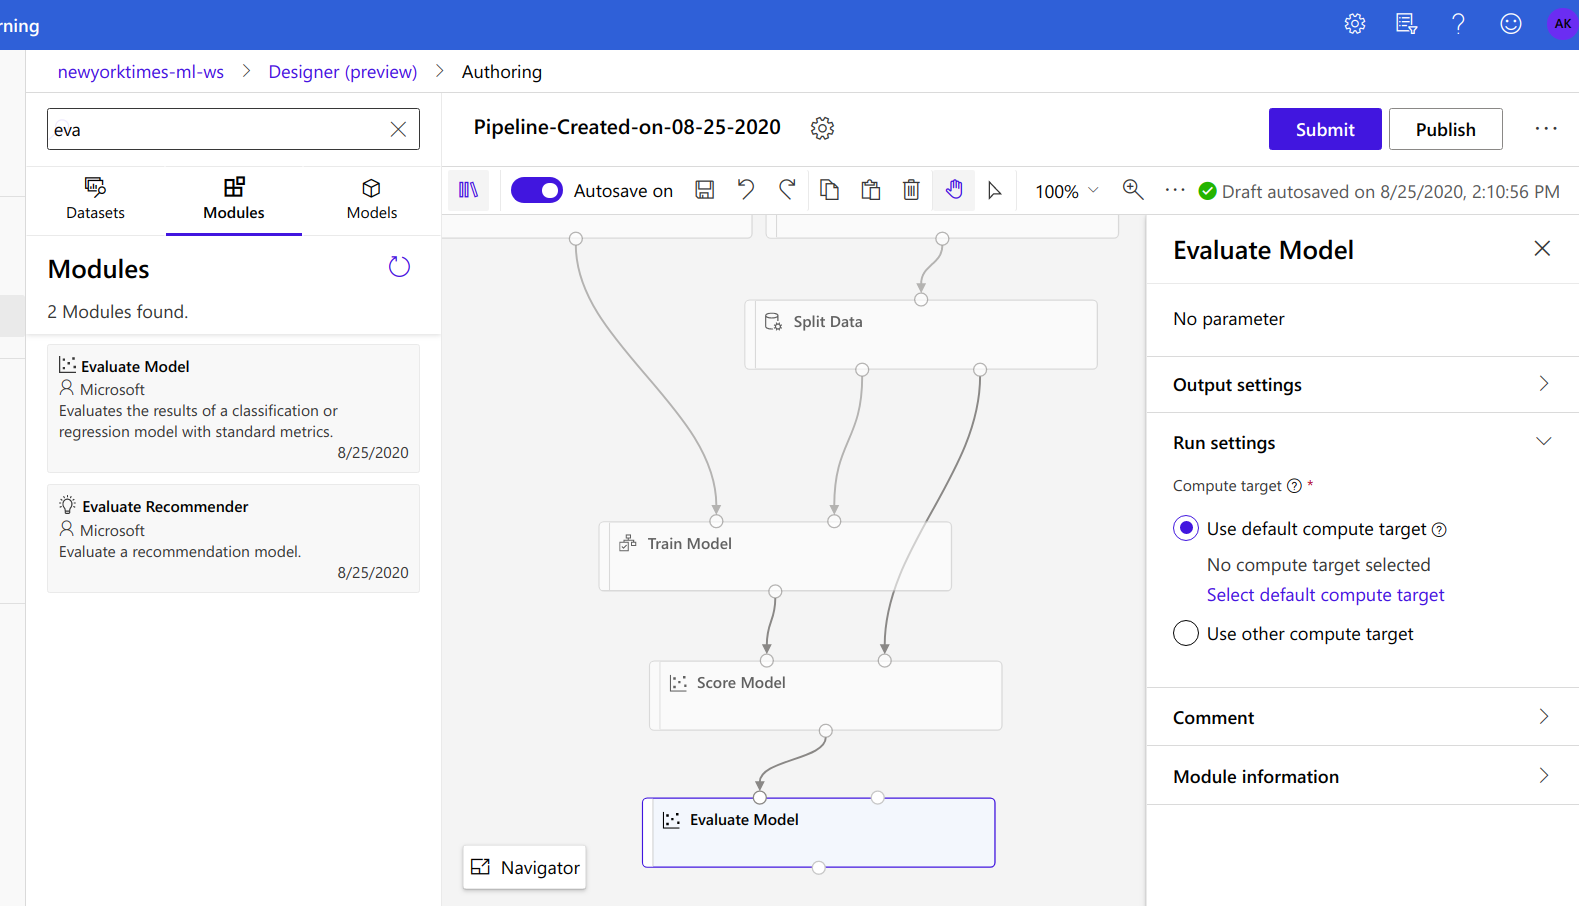 rning
AK
newyorktimes-ml-ws > Designer (preview) > Authoring
eva
Datasets
Modules
Models
Modules
2 Modules found.
Evaluate Model
Microsoft
Evaluates the results of a classification or
regression model with standard metrics.
8/25/2020
Evaluate Recommender
Microsoft
Evaluate a recommendation model.
8/25/2020
Pipeline-Created-on-08-25-2020
Submit
Publish
Autosave on
100%
Draft autosaved on 8/25/2020, 2:10:56 PM
Split Data
Train Model
Score Model
Evaluate Model
Navigator
Evaluate Model
No parameter
Output settings
Run settings
Compute target ? *
Use default compute target ?
No compute target selected
Select default compute target
Use other compute target
Comment
Module information